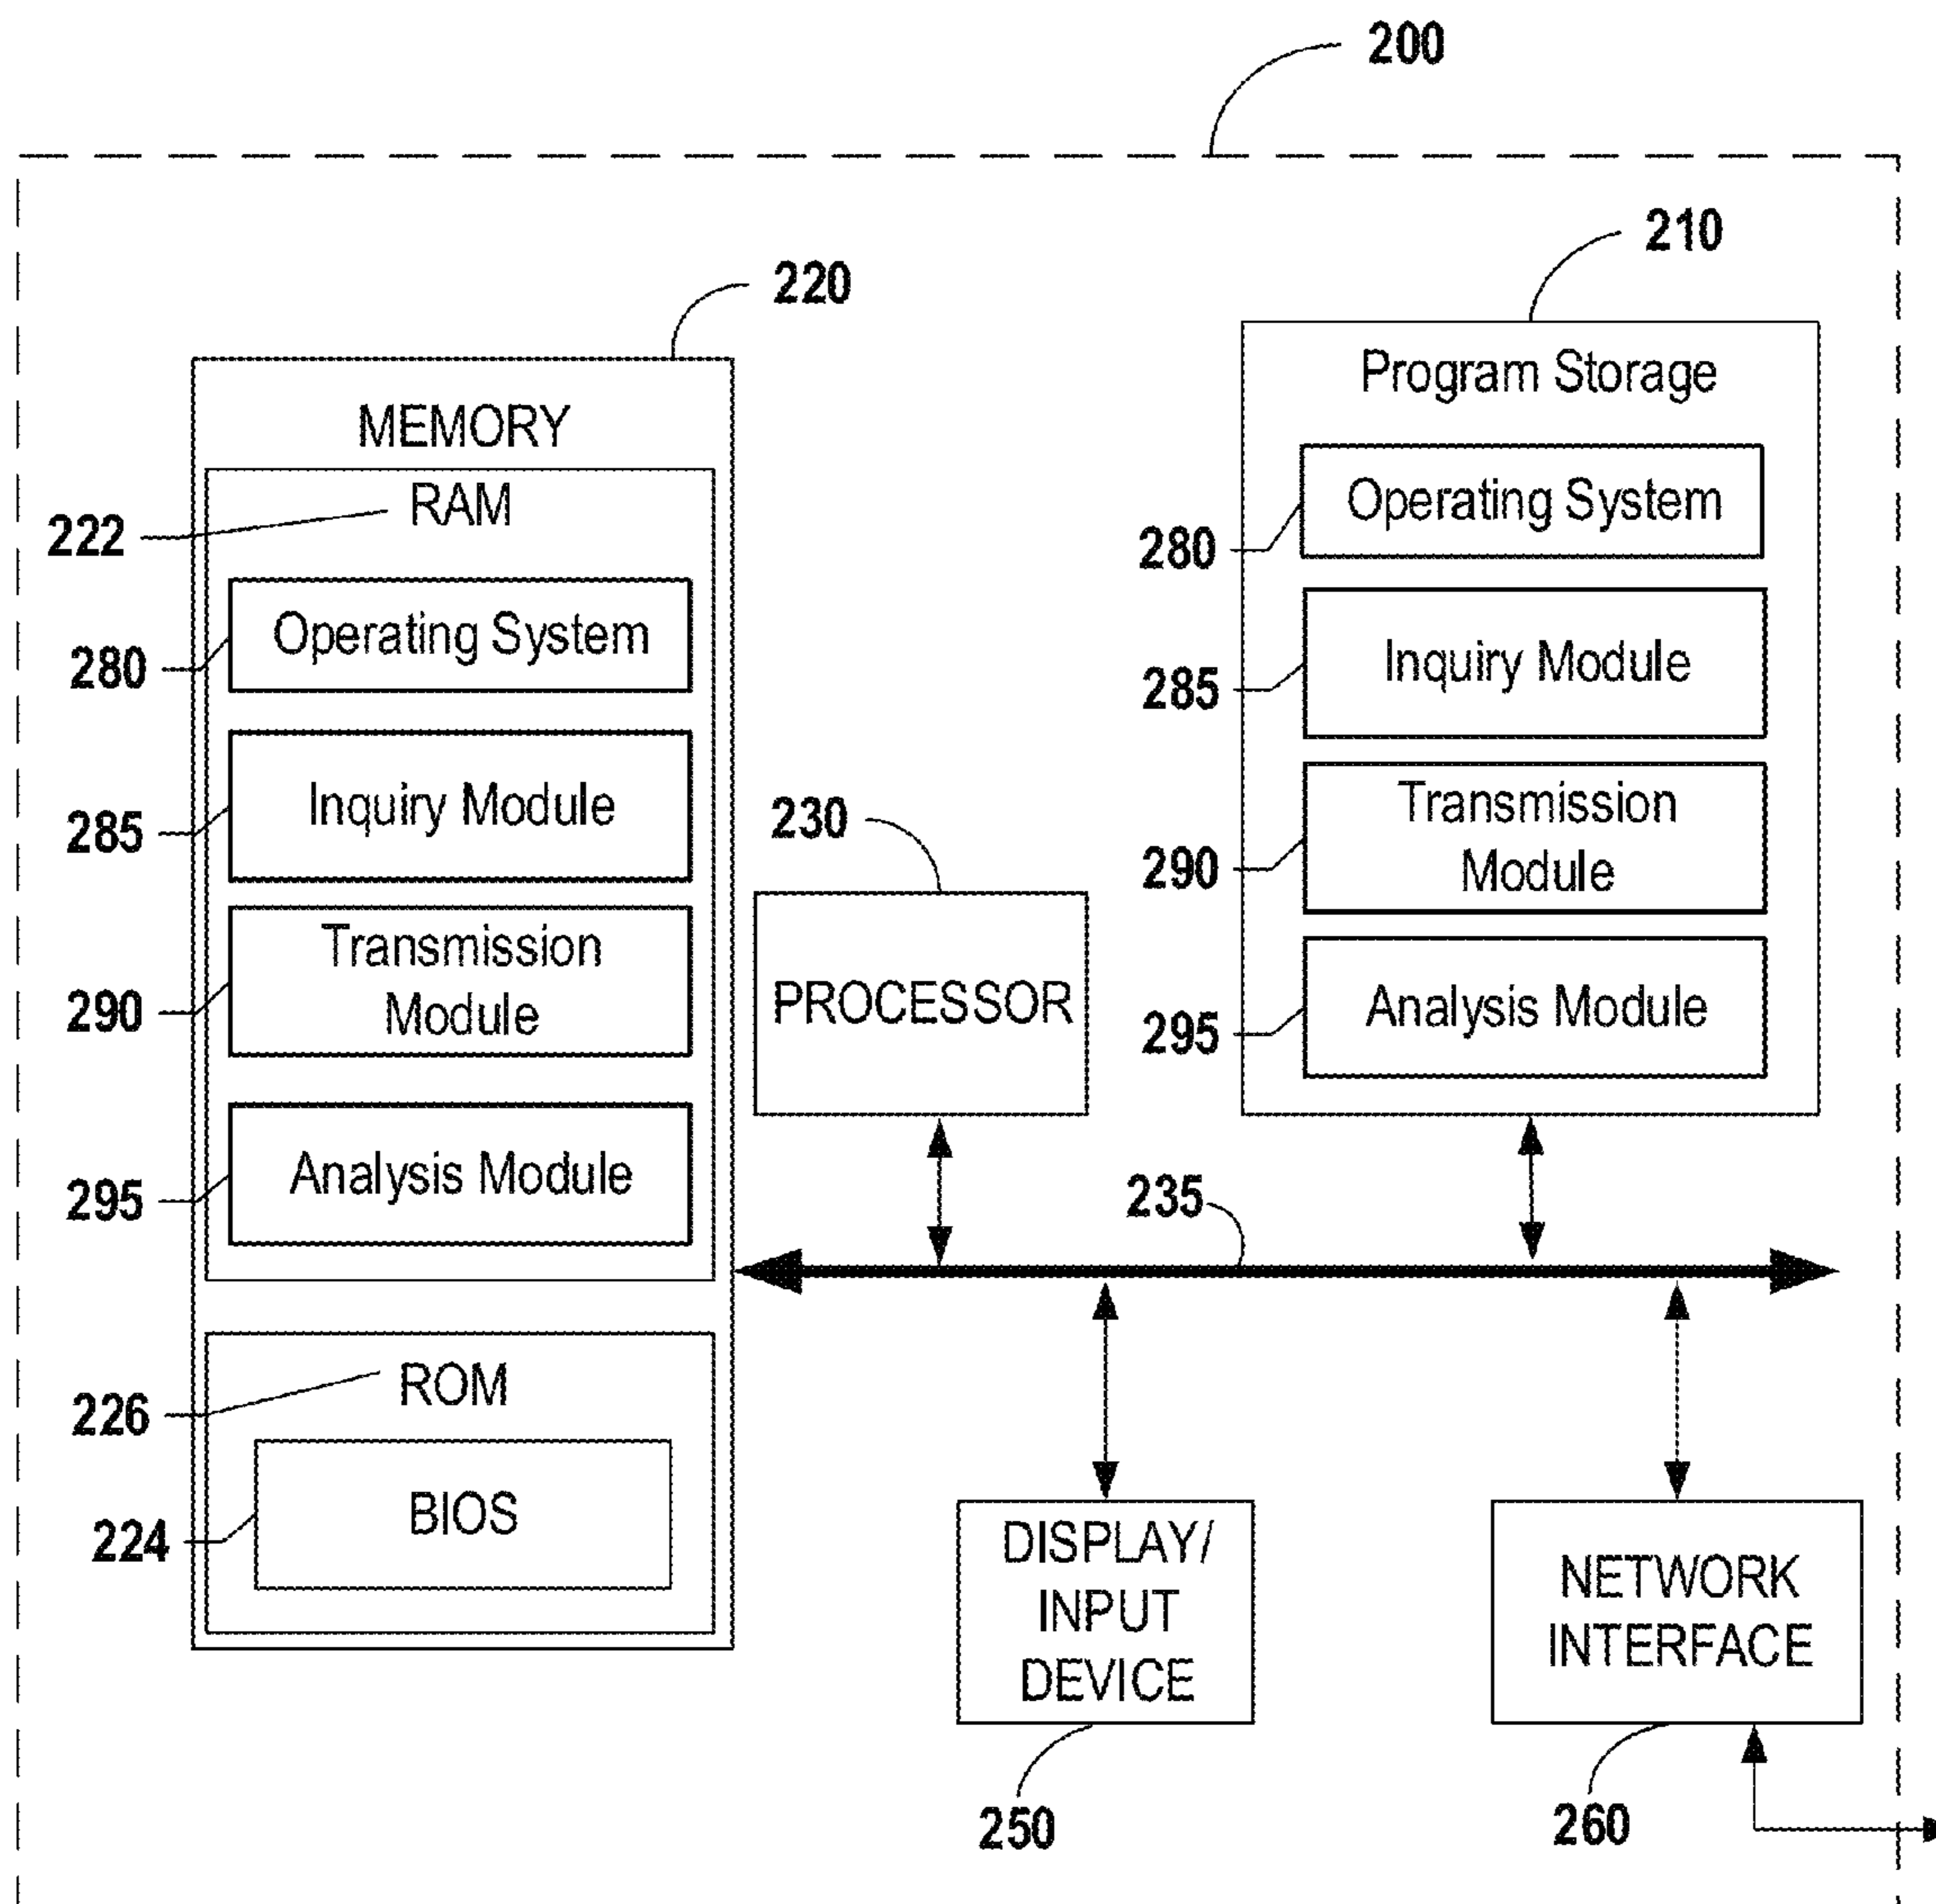 200
210
220
Program Storage
MEMORY
RAM
222
Operating System
280
Operating System
280
Inquiry Module
285
Inquiry Module
285
Transmission
Module
290
230
PROCESSOR
Transmission
Module
290
Analysis Module
295
Analysis Module
295
235
ROM
226
BIOS
224
DISPLAY/
INPUT
DEVICE
250
NETWORK
INTERFACE
260